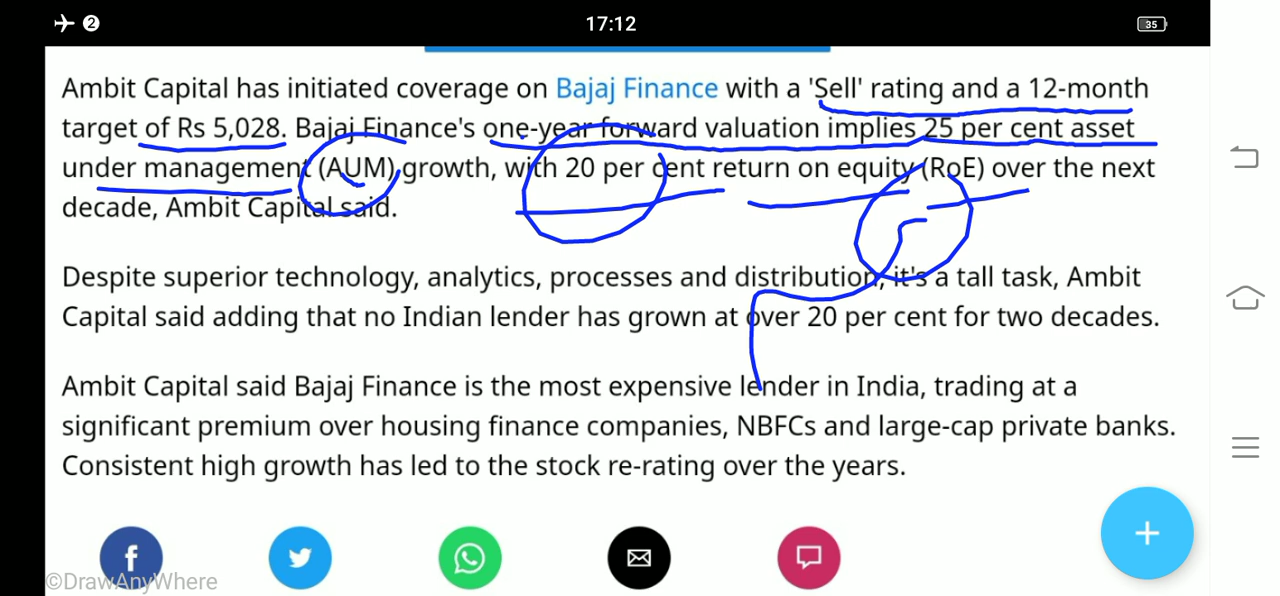 2
17:12
35
Ambit Capital has initiated coverage on Bajaj Finance with a 'Sell' rating and a 12-month
target of Rs 5,028. Bajaj Finance's one-year forward valuation implies 25 per cent asset
under management (AUM) growth, with 20 per cent return on equity (RoE) over the next
decade, Ambit Capital said.
Despite superior technology, analytics, processes and distribution, it's a tall task, Ambit
Capital said adding that no Indian lender has grown at over 20 per cent for two decades.
Ambit Capital said Bajaj Finance is the most expensive lender in India, trading at a
significant premium over housing finance companies, NBFCs and large-cap private banks.
Consistent high growth has led to the stock re-rating over the years.
©DrawAnyWhere